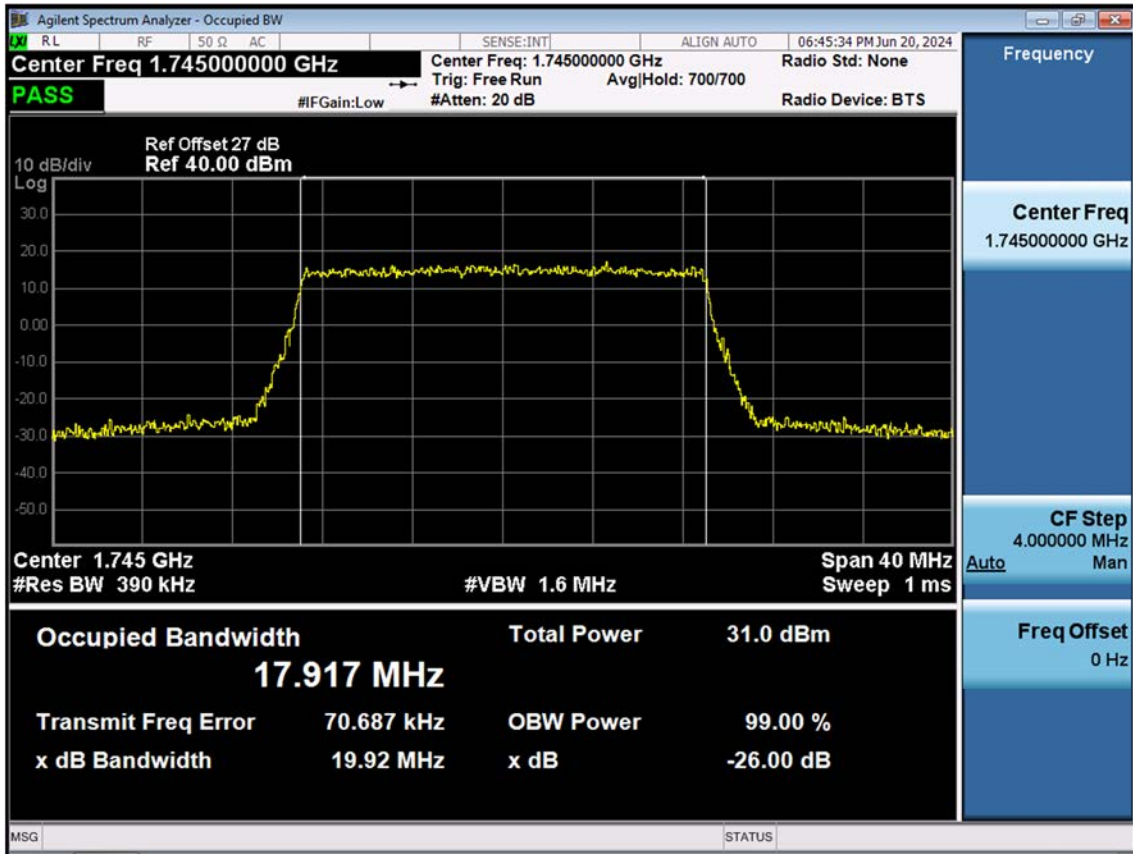 Agilent Spectrum Analyzer - Occupied BW
LXI RL RF 50 Ω AC SENSE:INT ALIGN AUTO 06:45:34 PM Jun 20, 2024
Center Freq 1.745000000 GHz
PASS
#IFGain:Low
Center Freq: 1.745000000 GHz
Trig: Free Run Avg|Hold: 700/700
#Atten: 20 dB
Radio Std: None
Radio Device: BTS
Ref Offset 27 dB
10 dB/div Ref 40.00 dBm
Log
30.0
20.0
10.0
0.00
-10.0
-20.0
-30.0
-40.0
-50.0
Center 1.745 GHz Span 40 MHz
#Res BW 390 kHz #VBW 1.6 MHz Sweep 1 ms
Occupied Bandwidth Total Power 31.0 dBm
17.917 MHz
Transmit Freq Error 70.687 kHz OBW Power 99.00 %
x dB Bandwidth 19.92 MHz x dB -26.00 dB
MSG STATUS
Frequency
Center Freq
1.745000000 GHz
CF Step
4.000000 MHz
Auto Man
Freq Offset
0 Hz